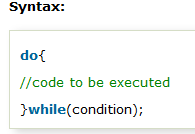 Syntax:
do{
//code to be executed
}while(condition);